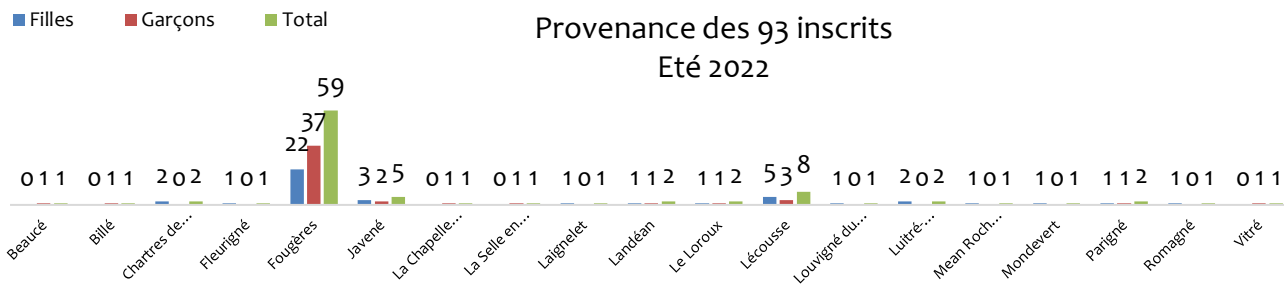 Filles Garçons Total
Provenance des 93 inscrits
Eté 2022
0 1 1 0 1 1 2 0 2 1 0 1 22 37 59 3 2 5 0 1 1 0 1 1 1 0 1 1 1 2 1 1 2 5 3 8 1 0 1 2 0 2 1 0 1 1 0 1 1 1 2 1 0 1 0 1 1
Beaucé
Billé
Chartres de...
Fleurigné
Fougères
Javené
La Chapelle...
La Selle en...
Laignelet
Landéan
Le Loroux
Lécousse
Louvigné du...
Luitré-...
Mean Roch...
Mondevert
Parigné
Romagné
Vitré